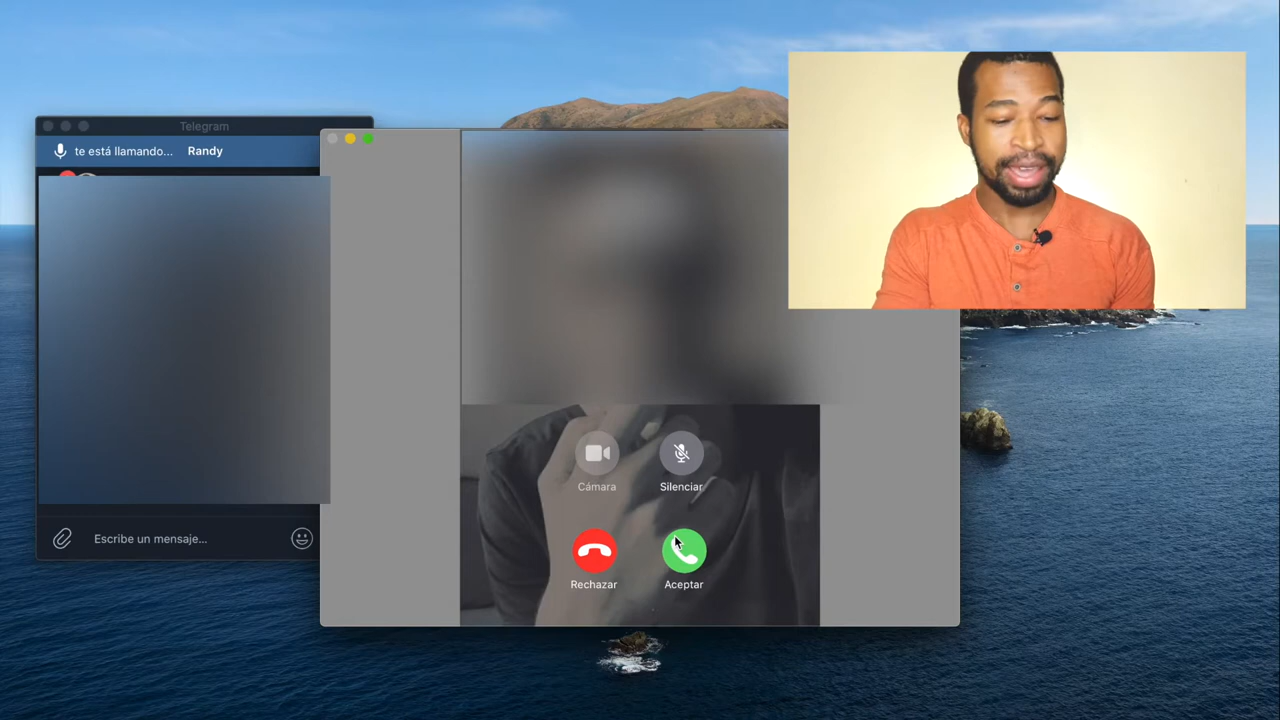 Telegram
te está llamando... Randy
Cámara
Silenciar
Rechazar
Aceptar
Escribe un mensaje...